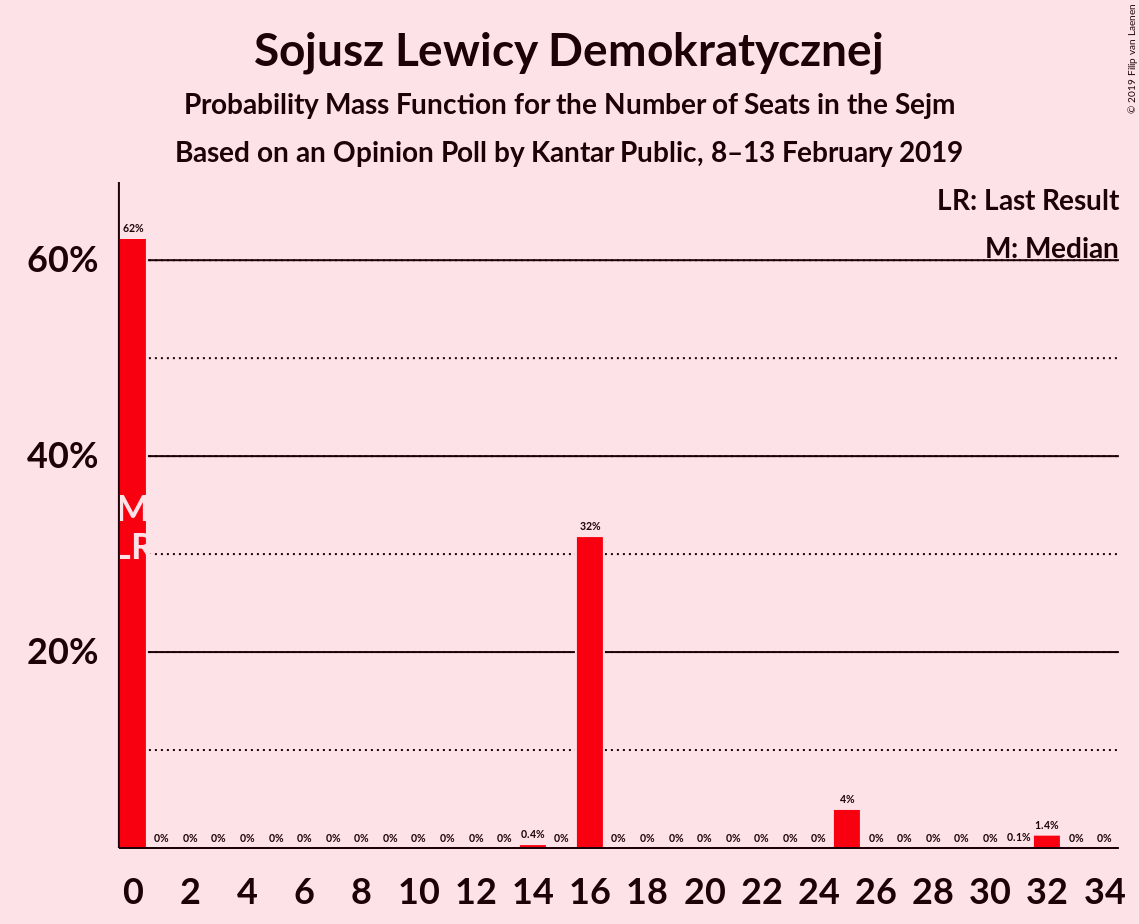 Sojusz Lewicy Demokratycznej
Probability Mass Function for the Number of Seats in the Sejm
Based on an Opinion Poll by Kantar Public, 8–13 February 2019
© 2019 Filip van Laenen
LR: Last Result
M: Median
60%
40%
20%
62%
0% 0% 0% 0% 0% 0% 0% 0% 0% 0% 0% 0% 0% 0.4% 0% 32% 0% 0% 0% 0% 0% 0% 0% 0% 4% 0% 0% 0% 0% 0% 0.1% 1.4% 0% 0%
M
LR
0 2 4 6 8 10 12 14 16 18 20 22 24 26 28 30 32 34